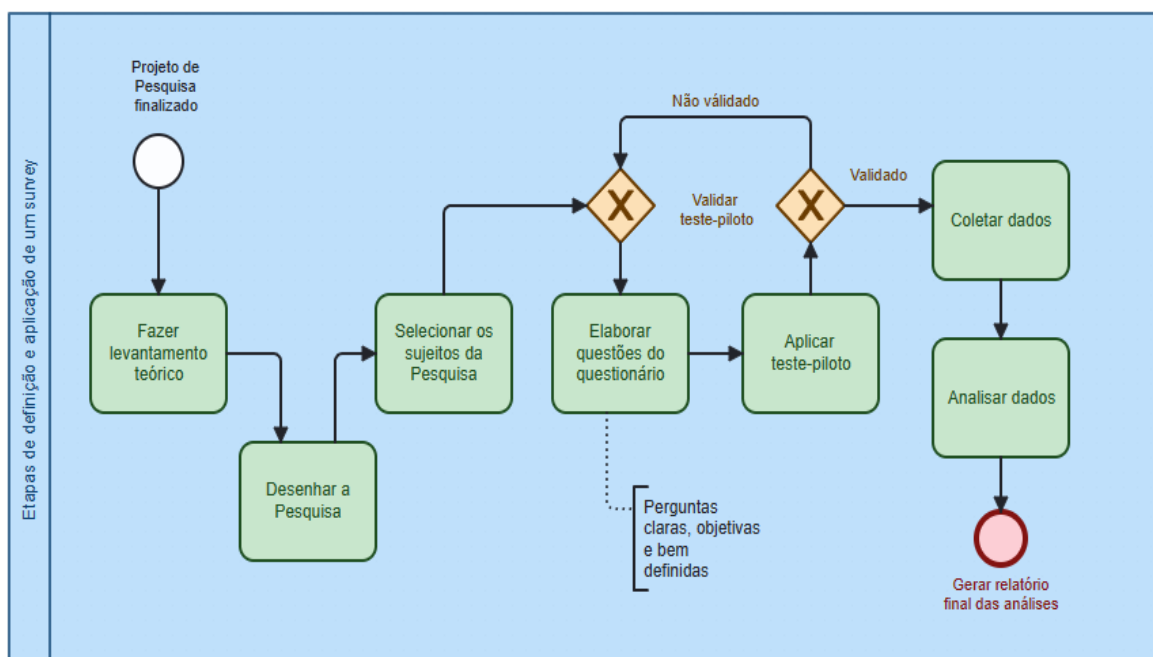 Etapas de definição e aplicação de um survey
Projeto de
Pesquisa
finalizado
Fazer
levantamento
teórico
Desenhar a
Pesquisa
Selecionar os
sujeitos da
Pesquisa
Não válidado
X
Validar
teste-piloto
X
Validado
Elaborar
questões do
questionário
Aplicar
teste-piloto
Perguntas
claras, objetivas
e bem
definidas
Coletar dados
Analisar dados
Gerar relatório
final das análises